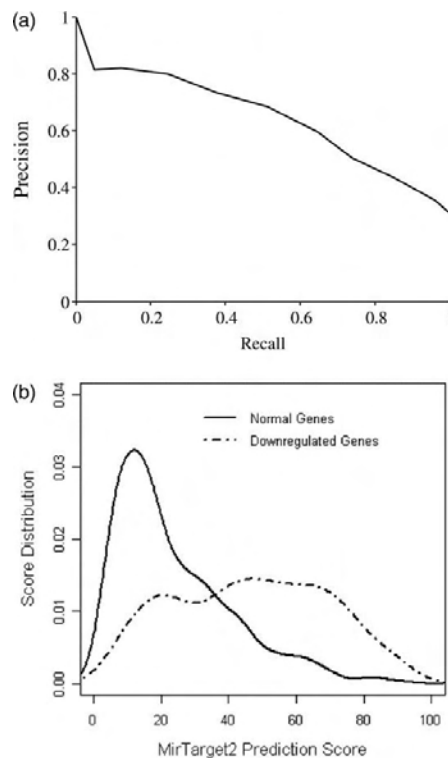 (a)
1
0.8
0.6
0.4
0.2
0
Precision
0 0.2 0.4 0.6 0.8
Recall
(b)
0.04
0.03
0.02
0.01
0.00
Score Distribution
Normal Genes
Downregulated Genes
0 20 40 60 80 100
MirTarget2 Prediction Score